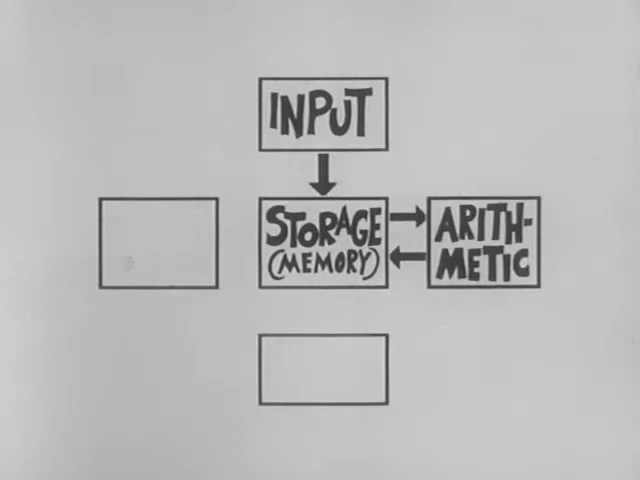 INPUT
STORAGE
(MEMORY)
ARITH-
METIC